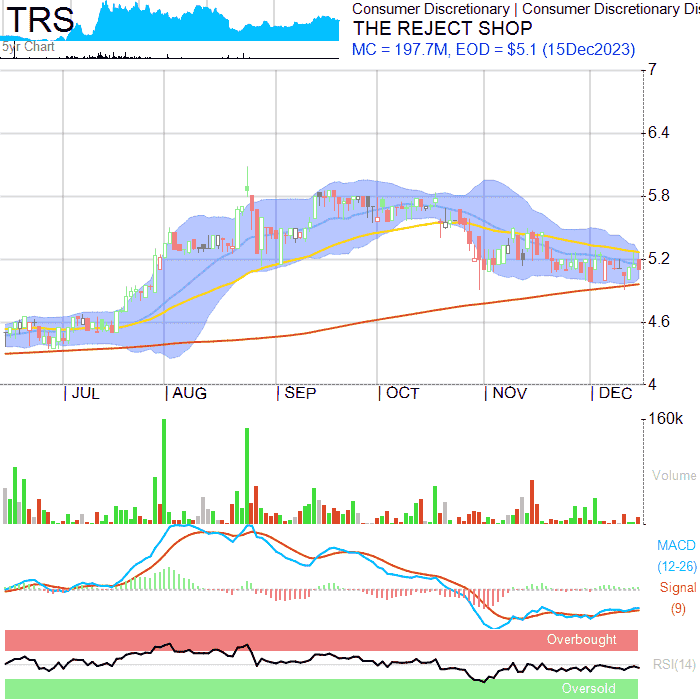 TRS
5yr Chart
Consumer Discretionary | Consumer Discretionary Dis
THE REJECT SHOP
MC = 197.7M, EOD = $5.1 (15Dec2023)
7
6.4
5.8
5.2
4.6
4
JUL AUG SEP OCT NOV DEC
160k
Volume
MACD
(12-26)
Signal
(9)
Overbought
RSI(14)
Oversold